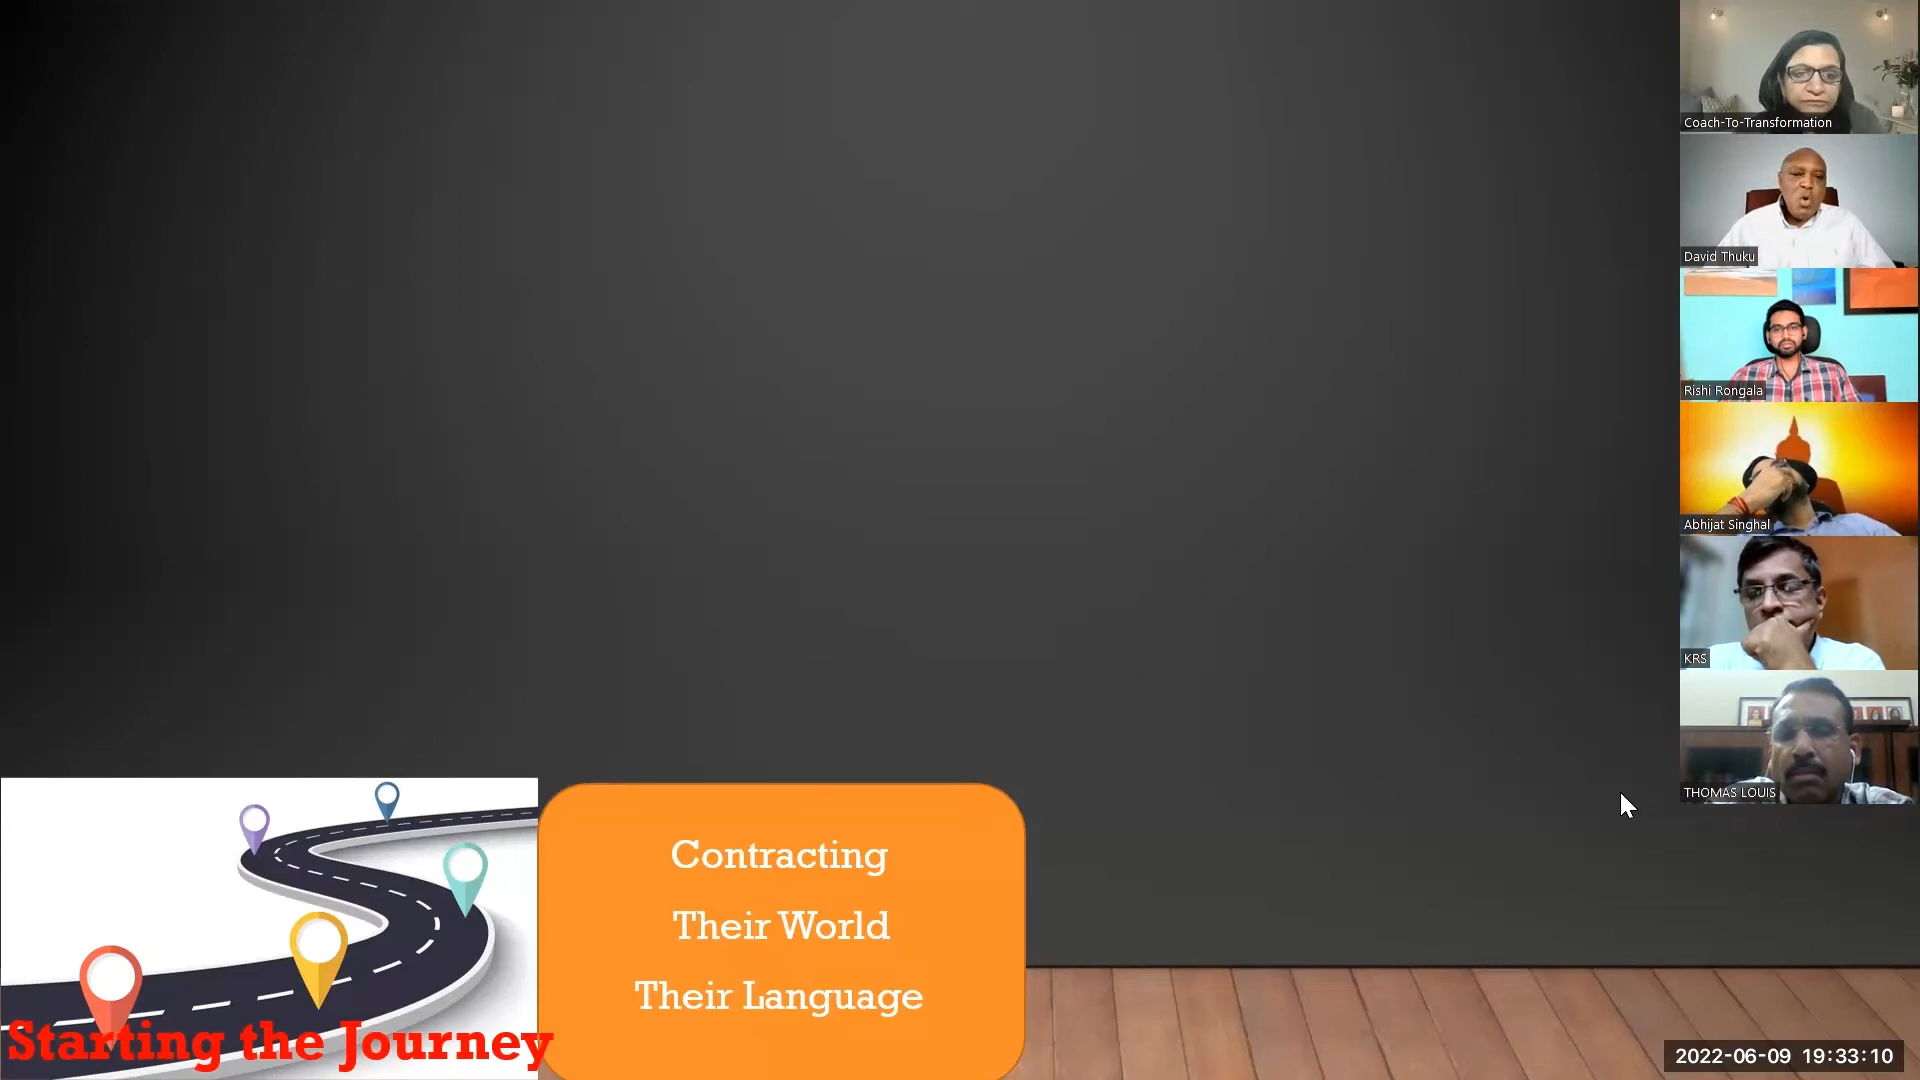 Coach-To-Transformation
David Thuku
Rishi Rongala
Abhijat Singhal
KRS
THOMAS LOUIS
Contracting
Their World
Their Language
Starting the Journey
2022-06-09 19:33:10